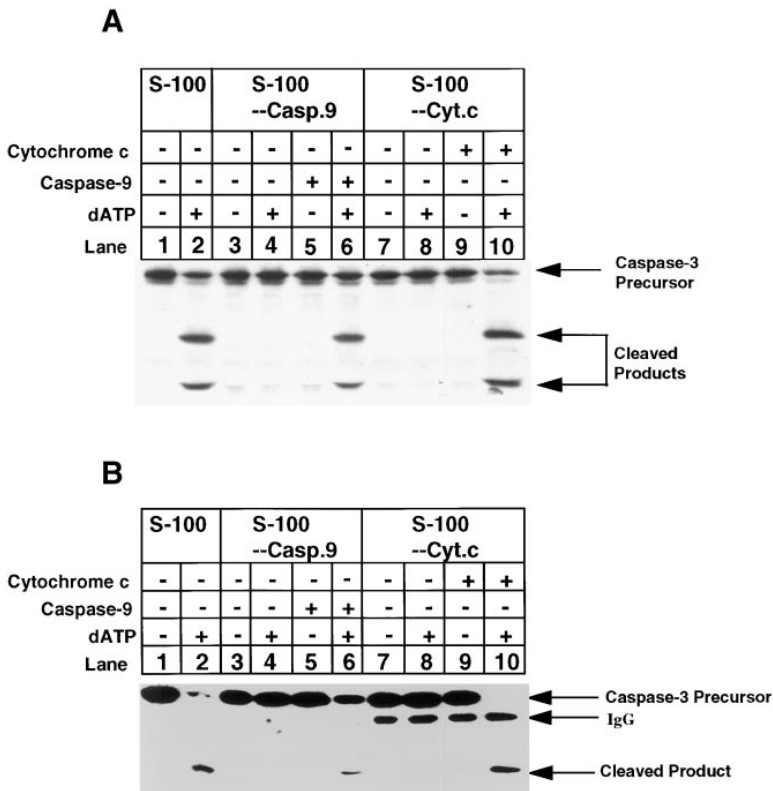 A
S-100 S-100 S-100
--Casp.9 --Cyt.c
Cytochrome c - - - - - - - - + +
Caspase-9 - - - - + + - - - -
dATP - + - + - + - + - +
Lane 1 2 3 4 5 6 7 8 9 10
Caspase-3
Precursor
Cleaved
Products
B
S-100 S-100 S-100
--Casp.9 --Cyt.c
Cytochrome c - - - - - - - - + +
Caspase-9 - - - - + + - - - -
dATP - + - + - + - + - +
Lane 1 2 3 4 5 6 7 8 9 10
Caspase-3 Precursor
IgG
Cleaved Product